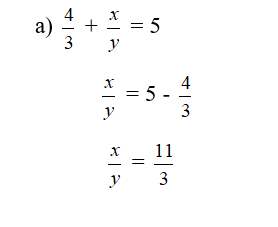 a) 4/3 + x/y = 5
x/y = 5 - 4/3
x/y = 11/3